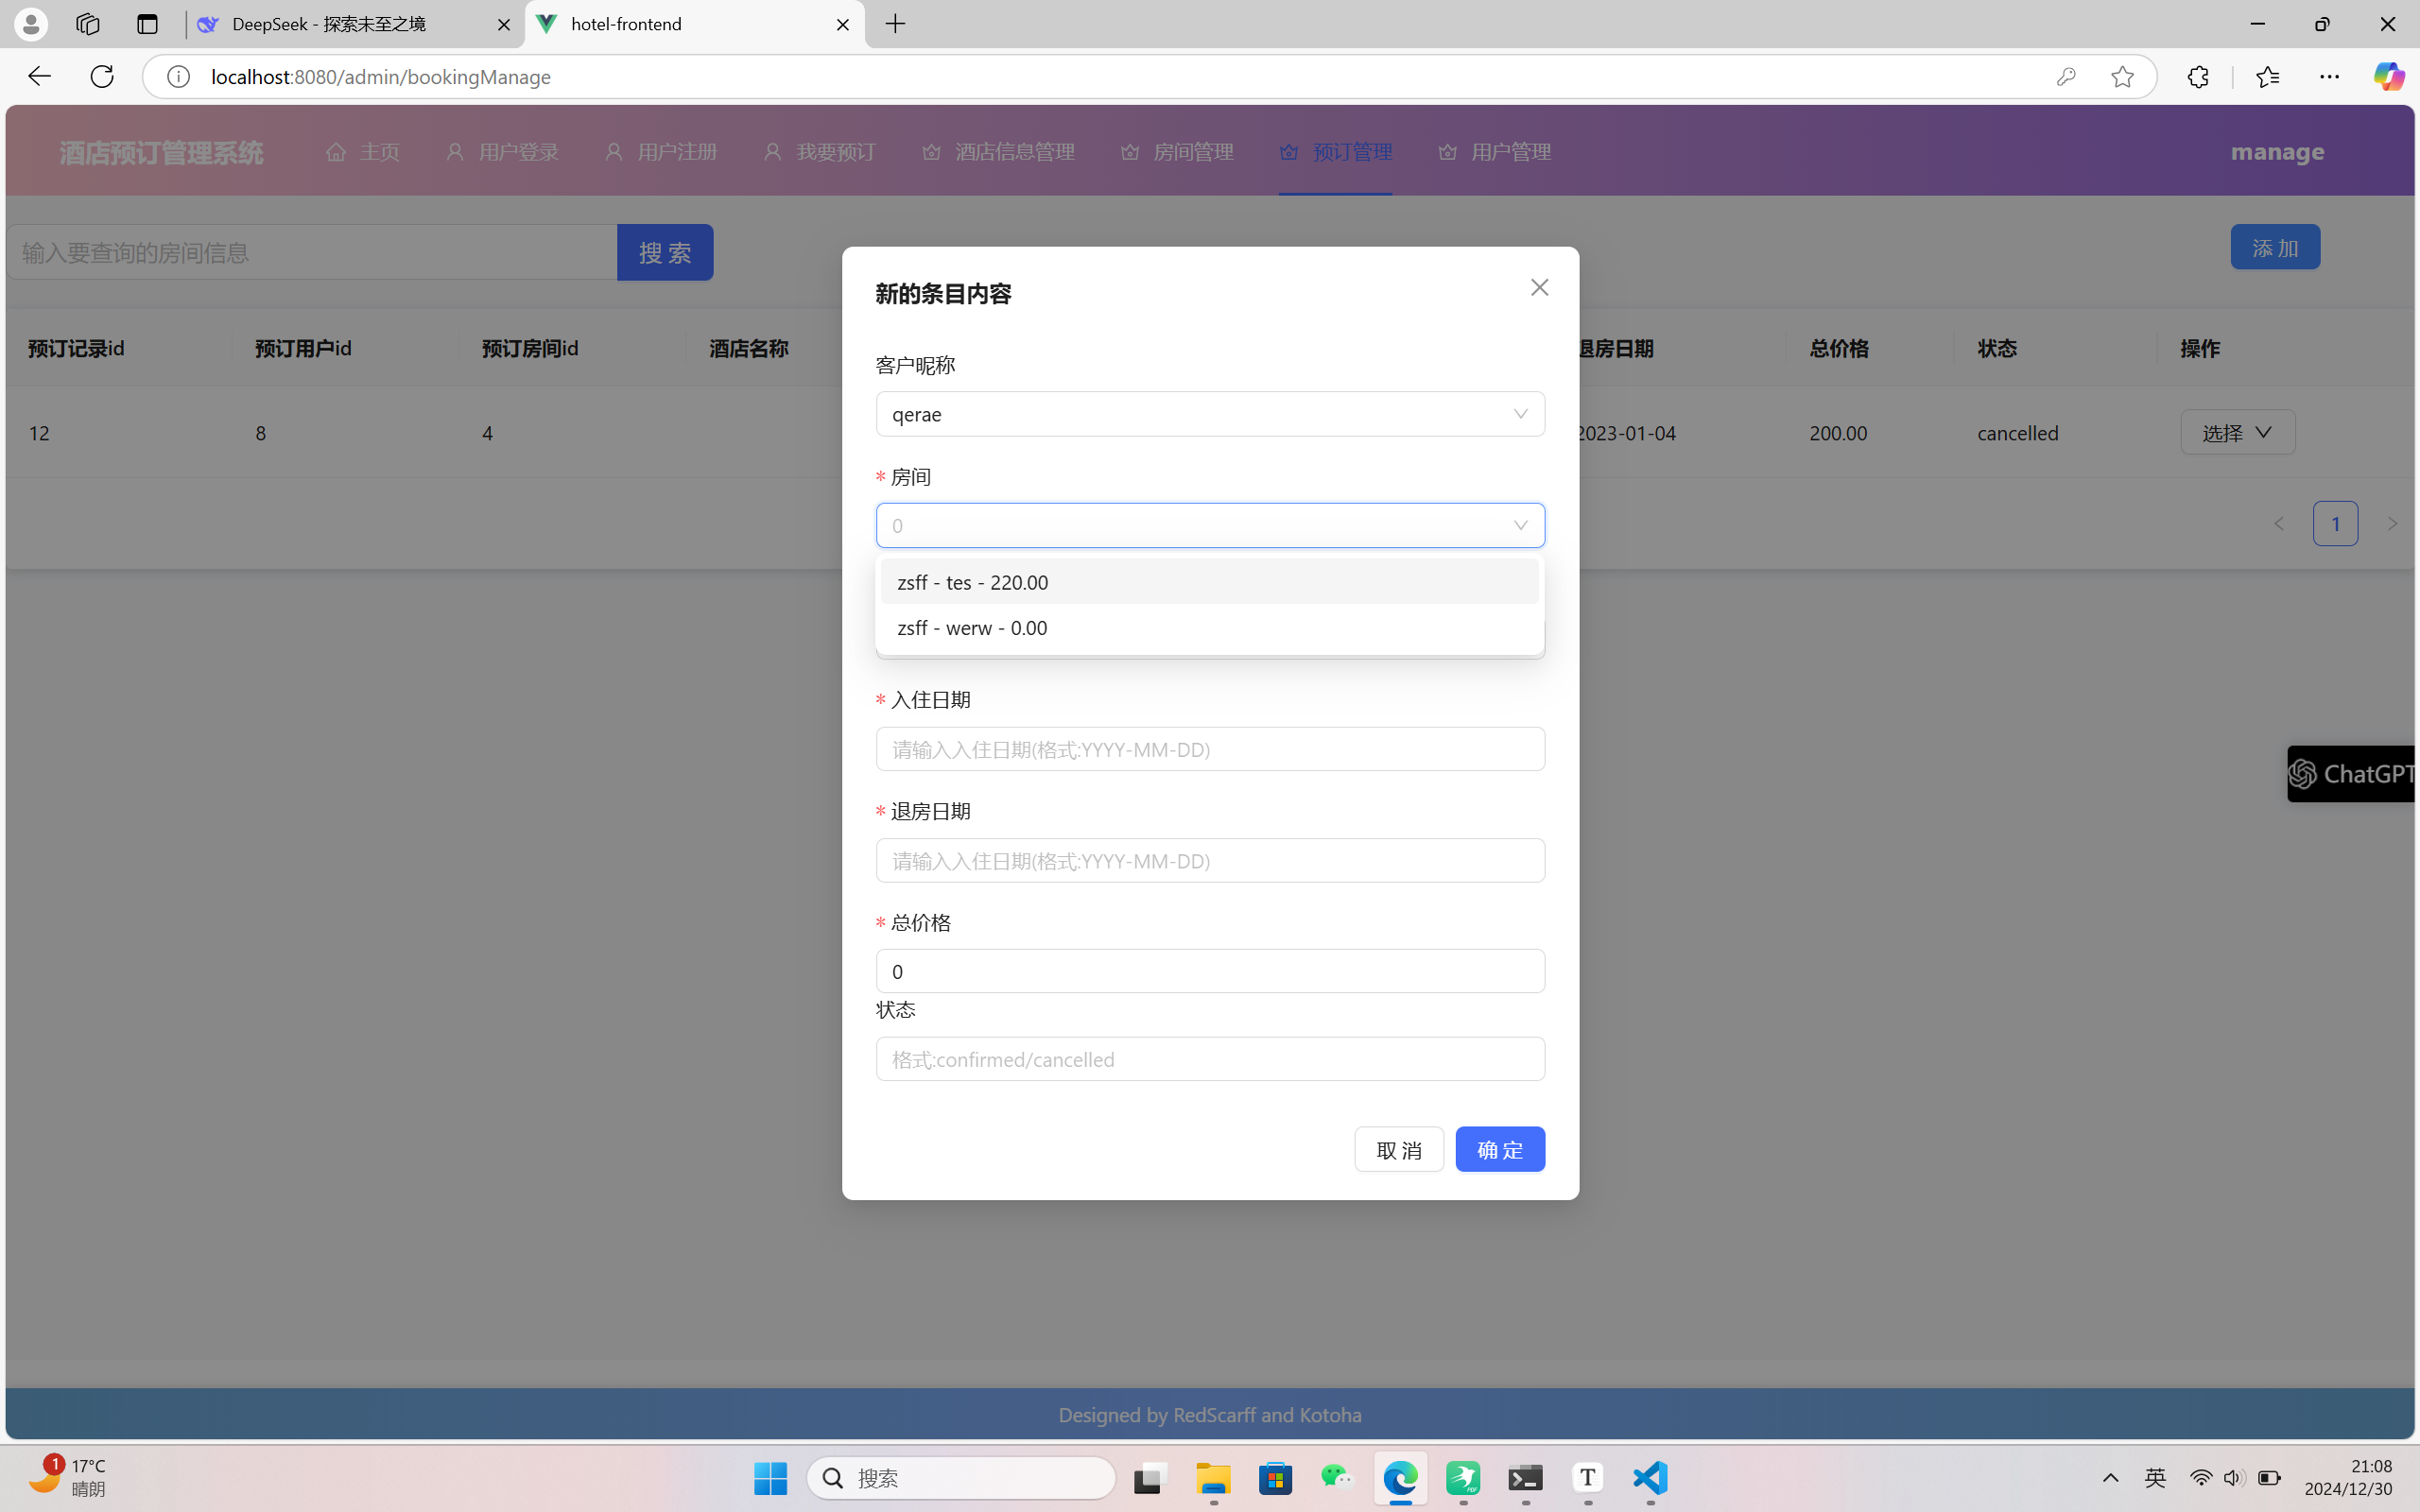 DeepSeek - 探索未至之境
hotel-frontend
localhost:8080/admin/bookingManage
酒店预订管理系统
主页
用户登录
用户注册
我要预订
酒店信息管理
房间管理
预订管理
用户管理
manage
输入要查询的房间信息
搜 索
添 加
预订记录id
预订用户id
预订房间id
酒店名称
退房日期
总价格
状态
操作
12
8
4
2023-01-04
200.00
cancelled
选择
1
新的条目内容
客户昵称
qerae
* 房间
0
zsff - tes - 220.00
zsff - werw - 0.00
* 入住日期
请输入入住日期(格式:YYYY-MM-DD)
* 退房日期
请输入入住日期(格式:YYYY-MM-DD)
* 总价格
0
状态
格式:confirmed/cancelled
取 消
确 定
ChatGPT
Designed by RedScarff and Kotoha
1
17°C
晴朗
搜索
英
21:08
2024/12/30